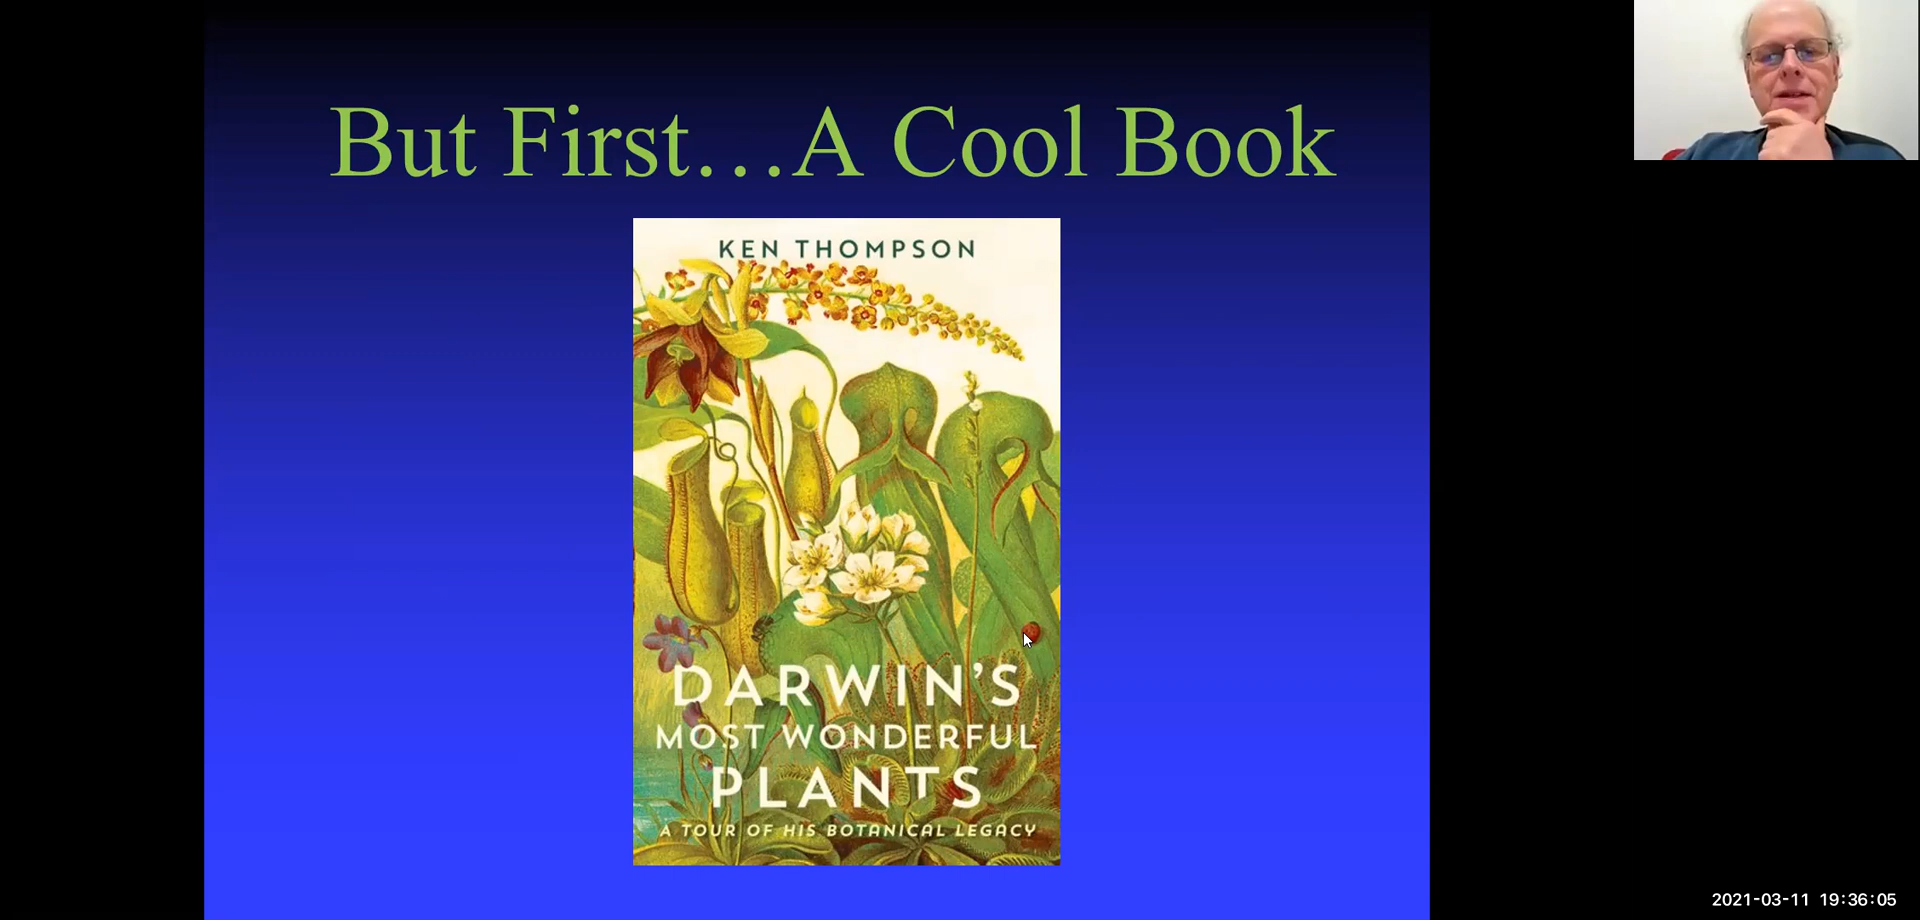 But First…A Cool Book
KEN THOMPSON
DARWIN'S
MOST WONDERFUL
PLANTS
A TOUR OF HIS BOTANICAL LEGACY
2021-03-11 19:36:05